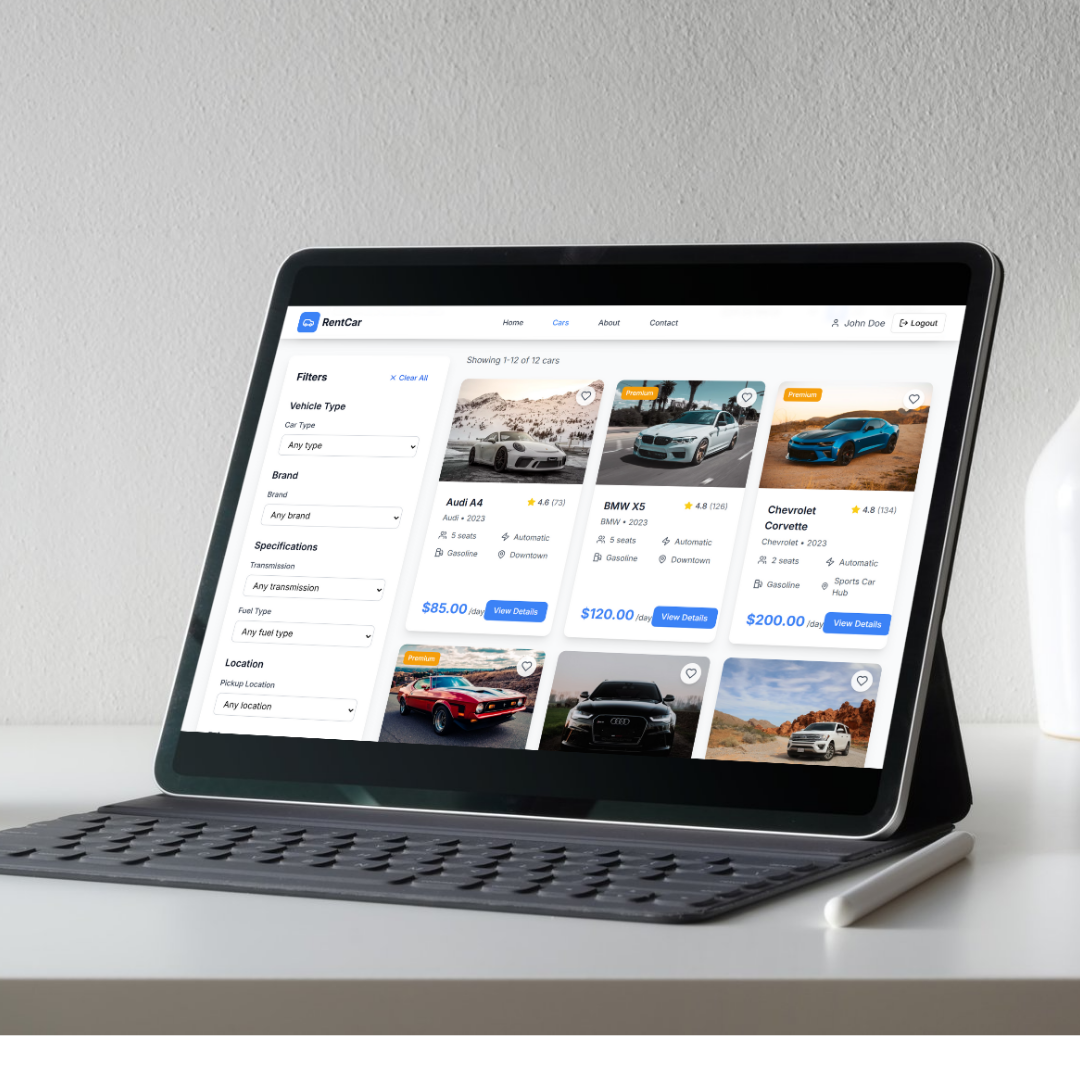 RentCar
Home Cars About Contact
John Doe Logout
Showing 1-12 of 12 cars
Filters
Clear All
Vehicle Type
Car Type
Any type
Brand
Brand
Any brand
Specifications
Transmission
Any transmission
Fuel Type
Any fuel type
Location
Pickup Location
Any location
Audi A4 4.6 (73)
Audi • 2023
5 seats Automatic
Gasoline Downtown
$85.00 /day View Details
Premium
BMW X5 4.8 (126)
BMW • 2023
5 seats Automatic
Gasoline Downtown
$120.00 /day View Details
Premium
Chevrolet 4.8 (134)
Corvette
Chevrolet • 2023
2 seats Automatic
Gasoline Sports Car
Hub
$200.00 /day View Details
Premium